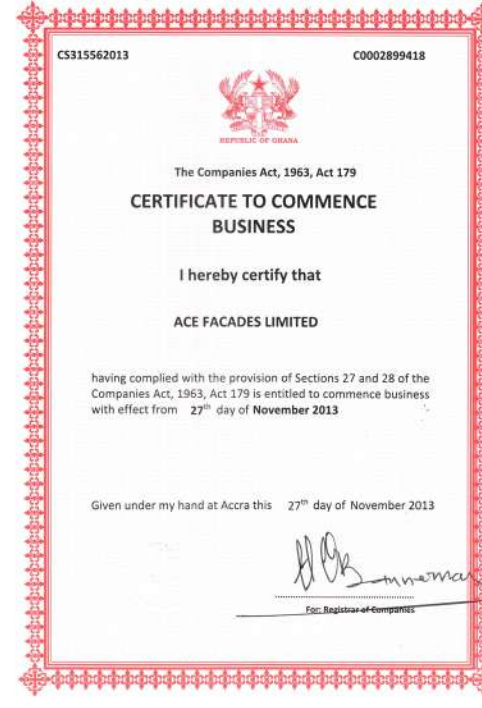 CS315562013
C0002899418
REPUBLIC OF GHANA
The Companies Act, 1963, Act 179
CERTIFICATE TO COMMENCE
BUSINESS
I hereby certify that
ACE FACADES LIMITED
having complied with the provision of Sections 27 and 28 of the
Companies Act, 1963, Act 179 is entitled to commence business
with effect from 27th day of November 2013
Given under my hand at Accra this 27th day of November 2013
For: Registrar of Companies